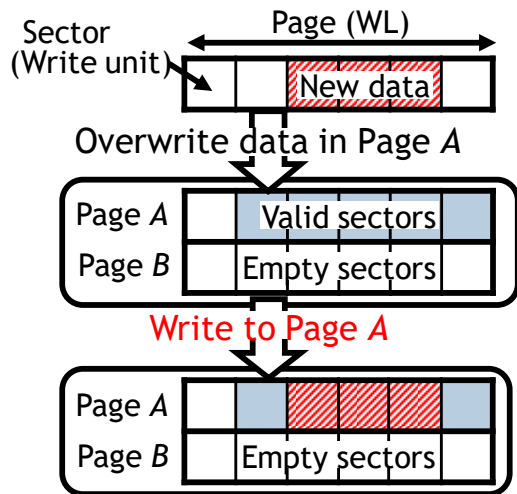 Sector
Page (WL)
(Write unit)
New data
Overwrite data in Page A
Page A
Valid sectors
Page B
Empty sectors
Write to Page A
Page A
Page B
Empty sectors